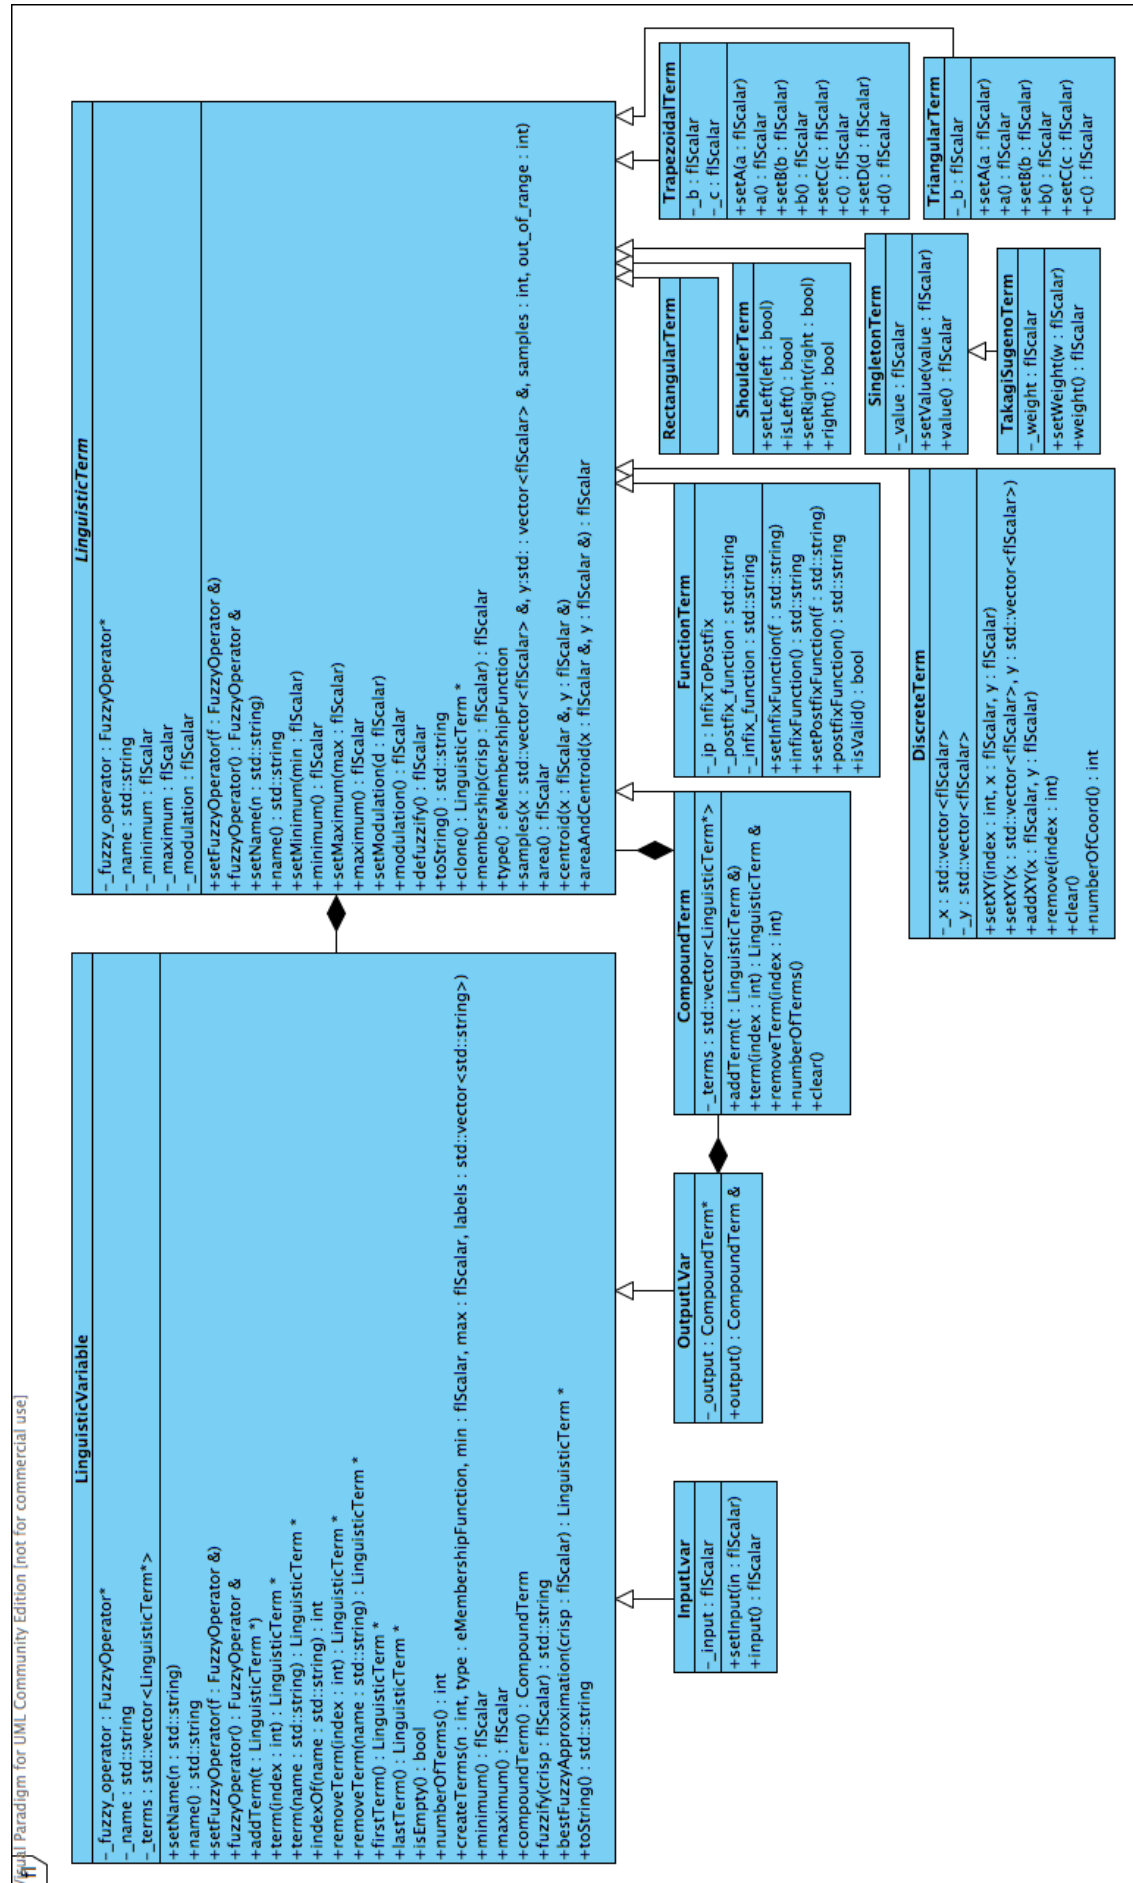 Visual Paradigm for UML Community Edition [not for commercial use]
fl
LinguisticVariable
-_fuzzy_operator : FuzzyOperator*
-_name : std::string
-_terms : std::vector<LinguisticTerm*>
+setName(n : std::string)
+name() : std::string
+setFuzzyOperator(f : FuzzyOperator &)
+fuzzyOperator() : FuzzyOperator &
+addTerm(t : LinguisticTerm *)
+term(index : int) : LinguisticTerm *
+term(name : std::string) : LinguisticTerm *
+indexOf(name : std::string) : int
+removeTerm(index : int) : LinguisticTerm *
+removeTerm(name : std::string) : LinguisticTerm *
+firstTerm() : LinguisticTerm *
+lastTerm() : LinguisticTerm *
+isEmpty() : bool
+numberOfTerms() : int
+createTerms(n : int, type : eMembershipFunction, min : flScalar, max : flScalar, labels : std::vector<std::string>)
+minimum() : flScalar
+maximum() : flScalar
+compoundTerm() : CompoundTerm
+fuzzify(crisp : flScalar) : std::string
+bestFuzzyApproximation(crisp : flScalar) : LinguisticTerm *
+toString() : std::string
LinguisticTerm
-_fuzzy_operator : FuzzyOperator*
-_name : std::string
-_minimum : flScalar
-_maximum : flScalar
-_modulation : flScalar
+setFuzzyOperator(f : FuzzyOperator &)
+fuzzyOperator() : FuzzyOperator &
+setName(n : std::string)
+name() : std::string
+setMinimum(min : flScalar)
+minimum() : flScalar
+setMaximum(max : flScalar)
+maximum() : flScalar
+setModulation(d : flScalar)
+modulation() : flScalar
+defuzzify() : flScalar
+toString() : std::string
+clone() : LinguisticTerm *
+membership(crisp : flScalar) : flScalar
+type() : eMembershipFunction
+samples(x : std::vector<flScalar> &, y:std: : vector<flScalar> &, samples : int, out_of_range : int)
+area() : flScalar
+centroid(x : flScalar &, y : flScalar &)
+areaAndCentroid(x : flScalar &, y : flScalar &) : flScalar
InputLvar
-_input : flScalar
+setInput(in : flScalar)
+input() : flScalar
OutputLVar
-_output : CompoundTerm*
+output() : CompoundTerm &
CompoundTerm
-_terms : std::vector<LinguisticTerm*>
+addTerm(t : LinguisticTerm &)
+term(index : int) : LinguisticTerm &
+removeTerm(index : int)
+numberOfTerms()
+clear()
FunctionTerm
-_ip : InfixToPostfix
-_postfix_function : std::string
-_infix_function : std::string
+setInfixFunction(f : std::string)
+infixFunction() : std::string
+setPostfixFunction(f : std::string)
+postfixFunction() : std::string
+isValid() : bool
DiscreteTerm
-_x : std::vector<flScalar>
-_y : std::vector<flScalar>
+setXY(index : int, x : flScalar, y : flScalar)
+setXY(x : std::vector<flScalar>, y : std::vector<flScalar>)
+addXY(x : flScalar, y : flScalar)
+remove(index : int)
+clear()
+numberOfCoord() : int
RectangularTerm
ShoulderTerm
+setLeft(left : bool)
+isLeft() : bool
+setRight(right : bool)
+right() : bool
SingletonTerm
-_value : flScalar
+setValue(value : flScalar)
+value() : flScalar
TakagiSugenoTerm
-_weight : flScalar
+setWeight(w : flScalar)
+weight() : flScalar
TrapezoidalTerm
-_b : flScalar
-_c : flScalar
+setA(a : flScalar)
+a() : flScalar
+setB(b : flScalar)
+b() : flScalar
+setC(c : flScalar)
+c() : flScalar
+setD(d : flScalar)
+d() : flScalar
TriangularTerm
-_b : flScalar
+setA(a : flScalar)
+a() : flScalar
+setB(b : flScalar)
+b() : flScalar
+setC(c : flScalar)
+c() : flScalar